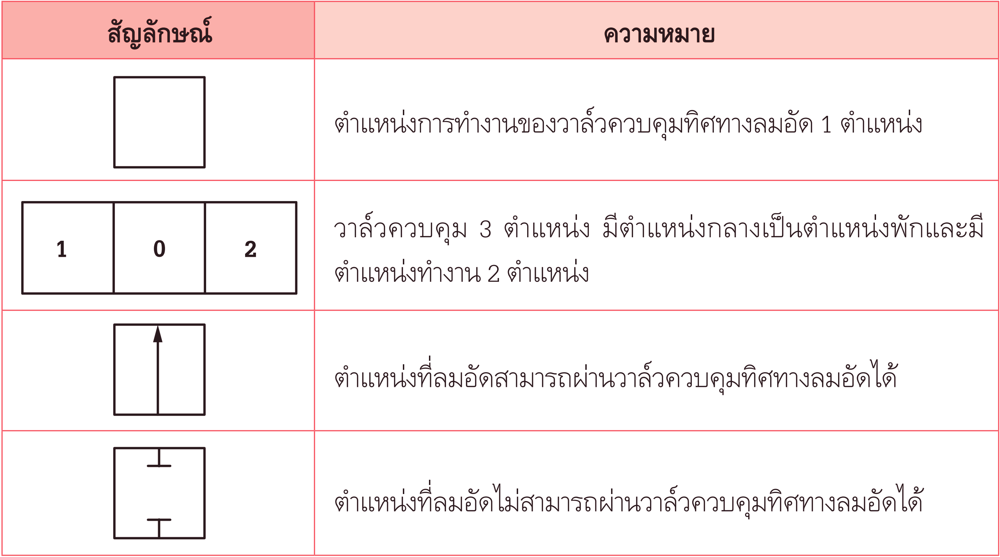 สัญลักษณ์ ความหมาย
ตำแหน่งการทำงานของวาล์วควบคุมทิศทางลมอัด 1 ตำแหน่ง
1 0 2
วาล์วควบคุม 3 ตำแหน่ง มีตำแหน่งกลางเป็นตำแหน่งพักและมี
ตำแหน่งทำงาน 2 ตำแหน่ง
ตำแหน่งที่ลมอัดสามารถผ่านวาล์วควบคุมทิศทางลมอัดได้
ตำแหน่งที่ลมอัดไม่สามารถผ่านวาล์วควบคุมทิศทางลมอัดได้